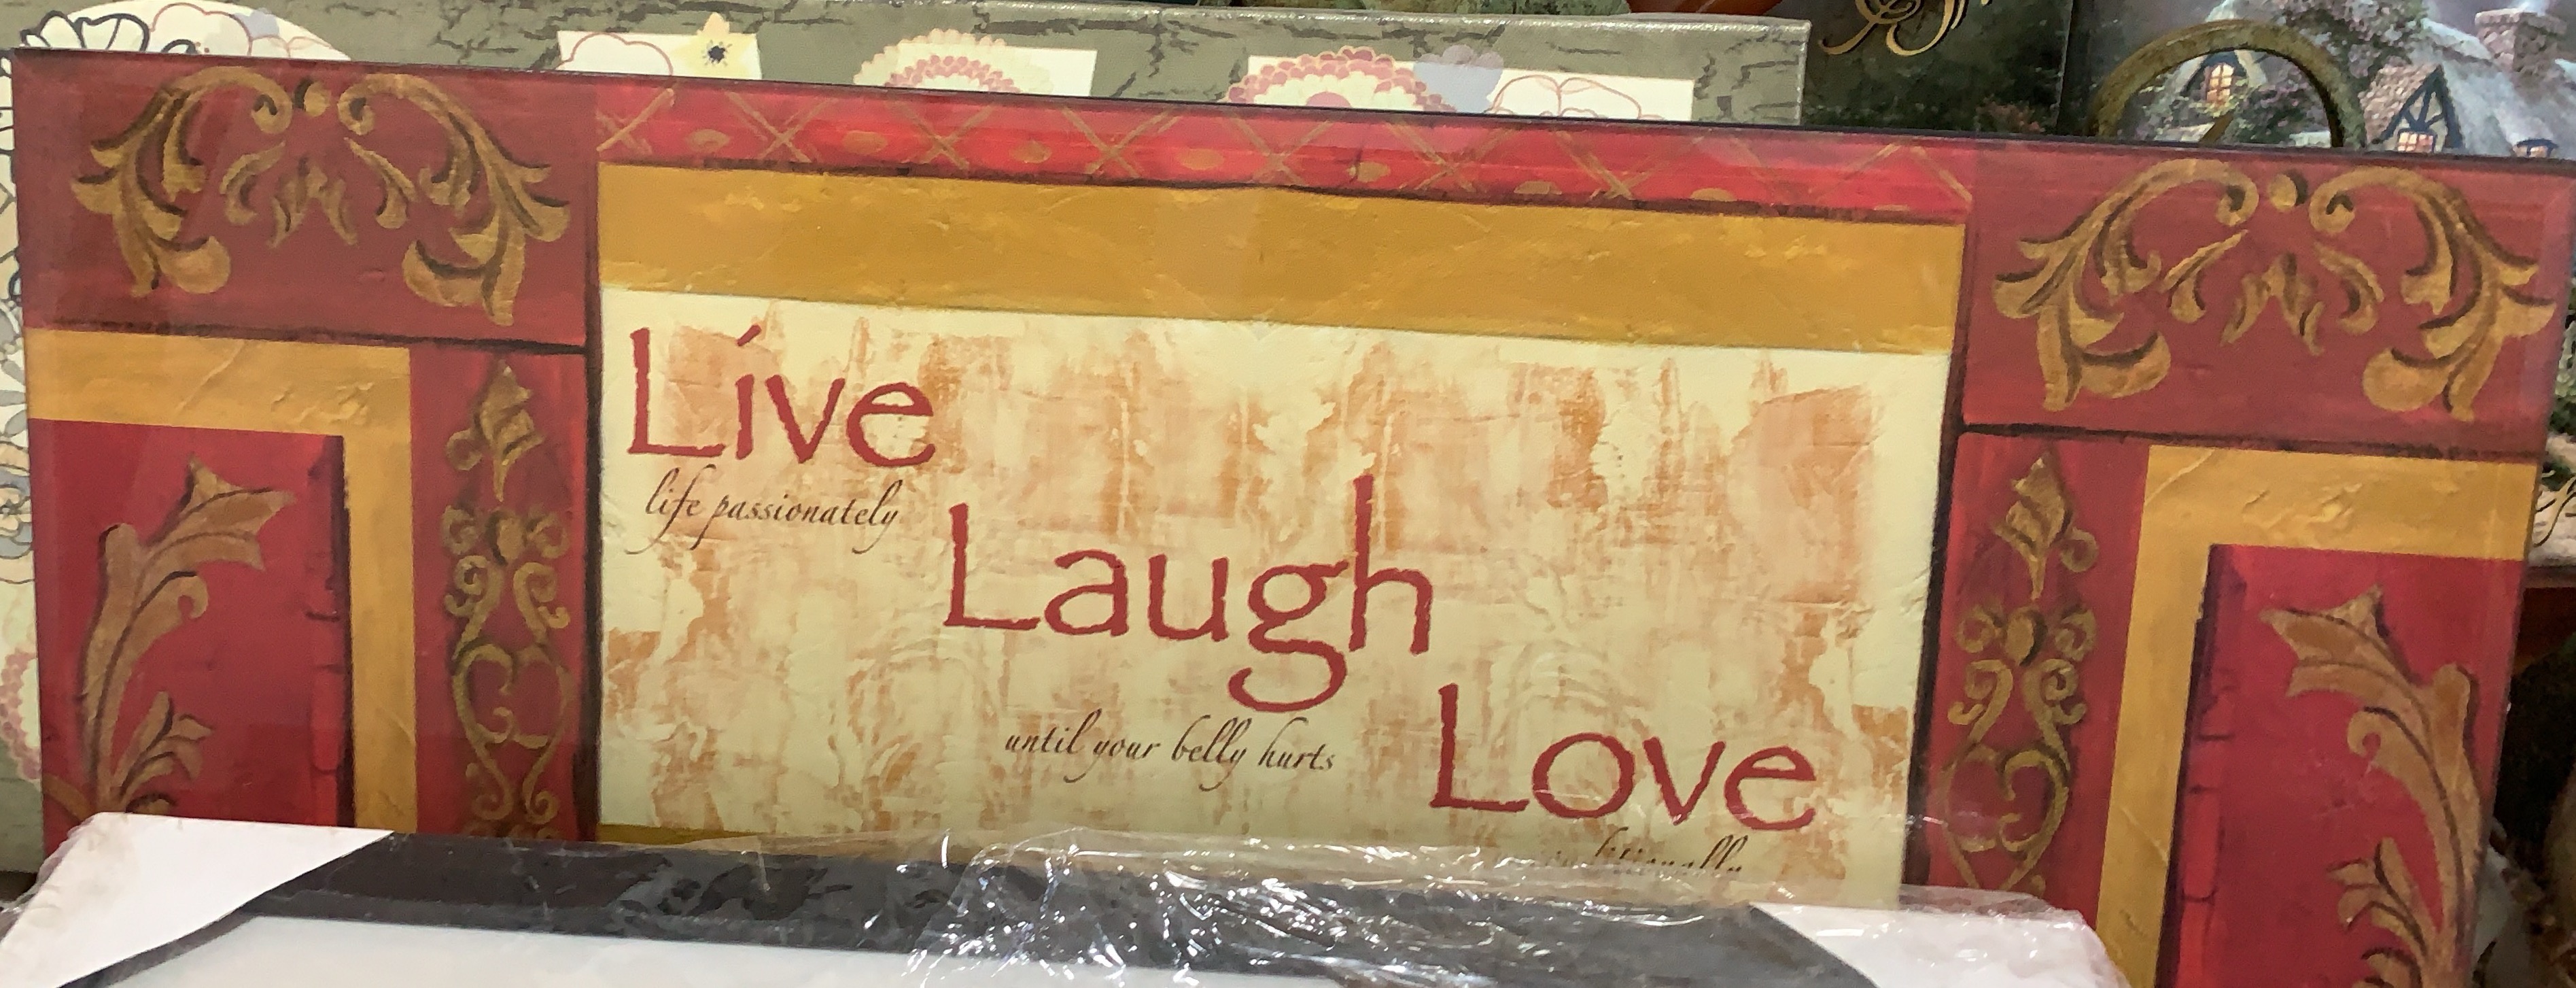 Live
life passionately
Laugh
until your belly hurts
Love